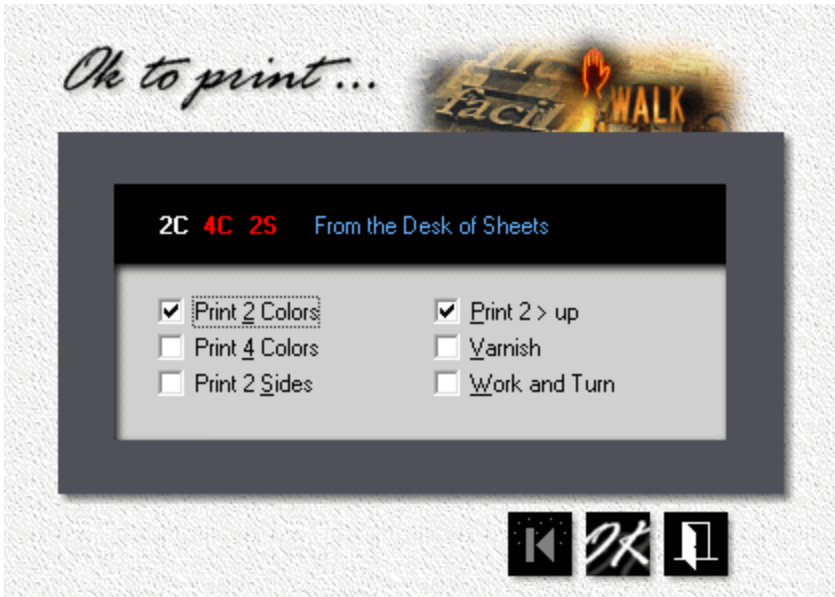 Ok to print...
facil
WALK
2C 4C 2S From the Desk of Sheets
Print 2 Colors
Print 4 Colors
Print 2 Sides
Print 2 > up
Varnish
Work and Turn
OK